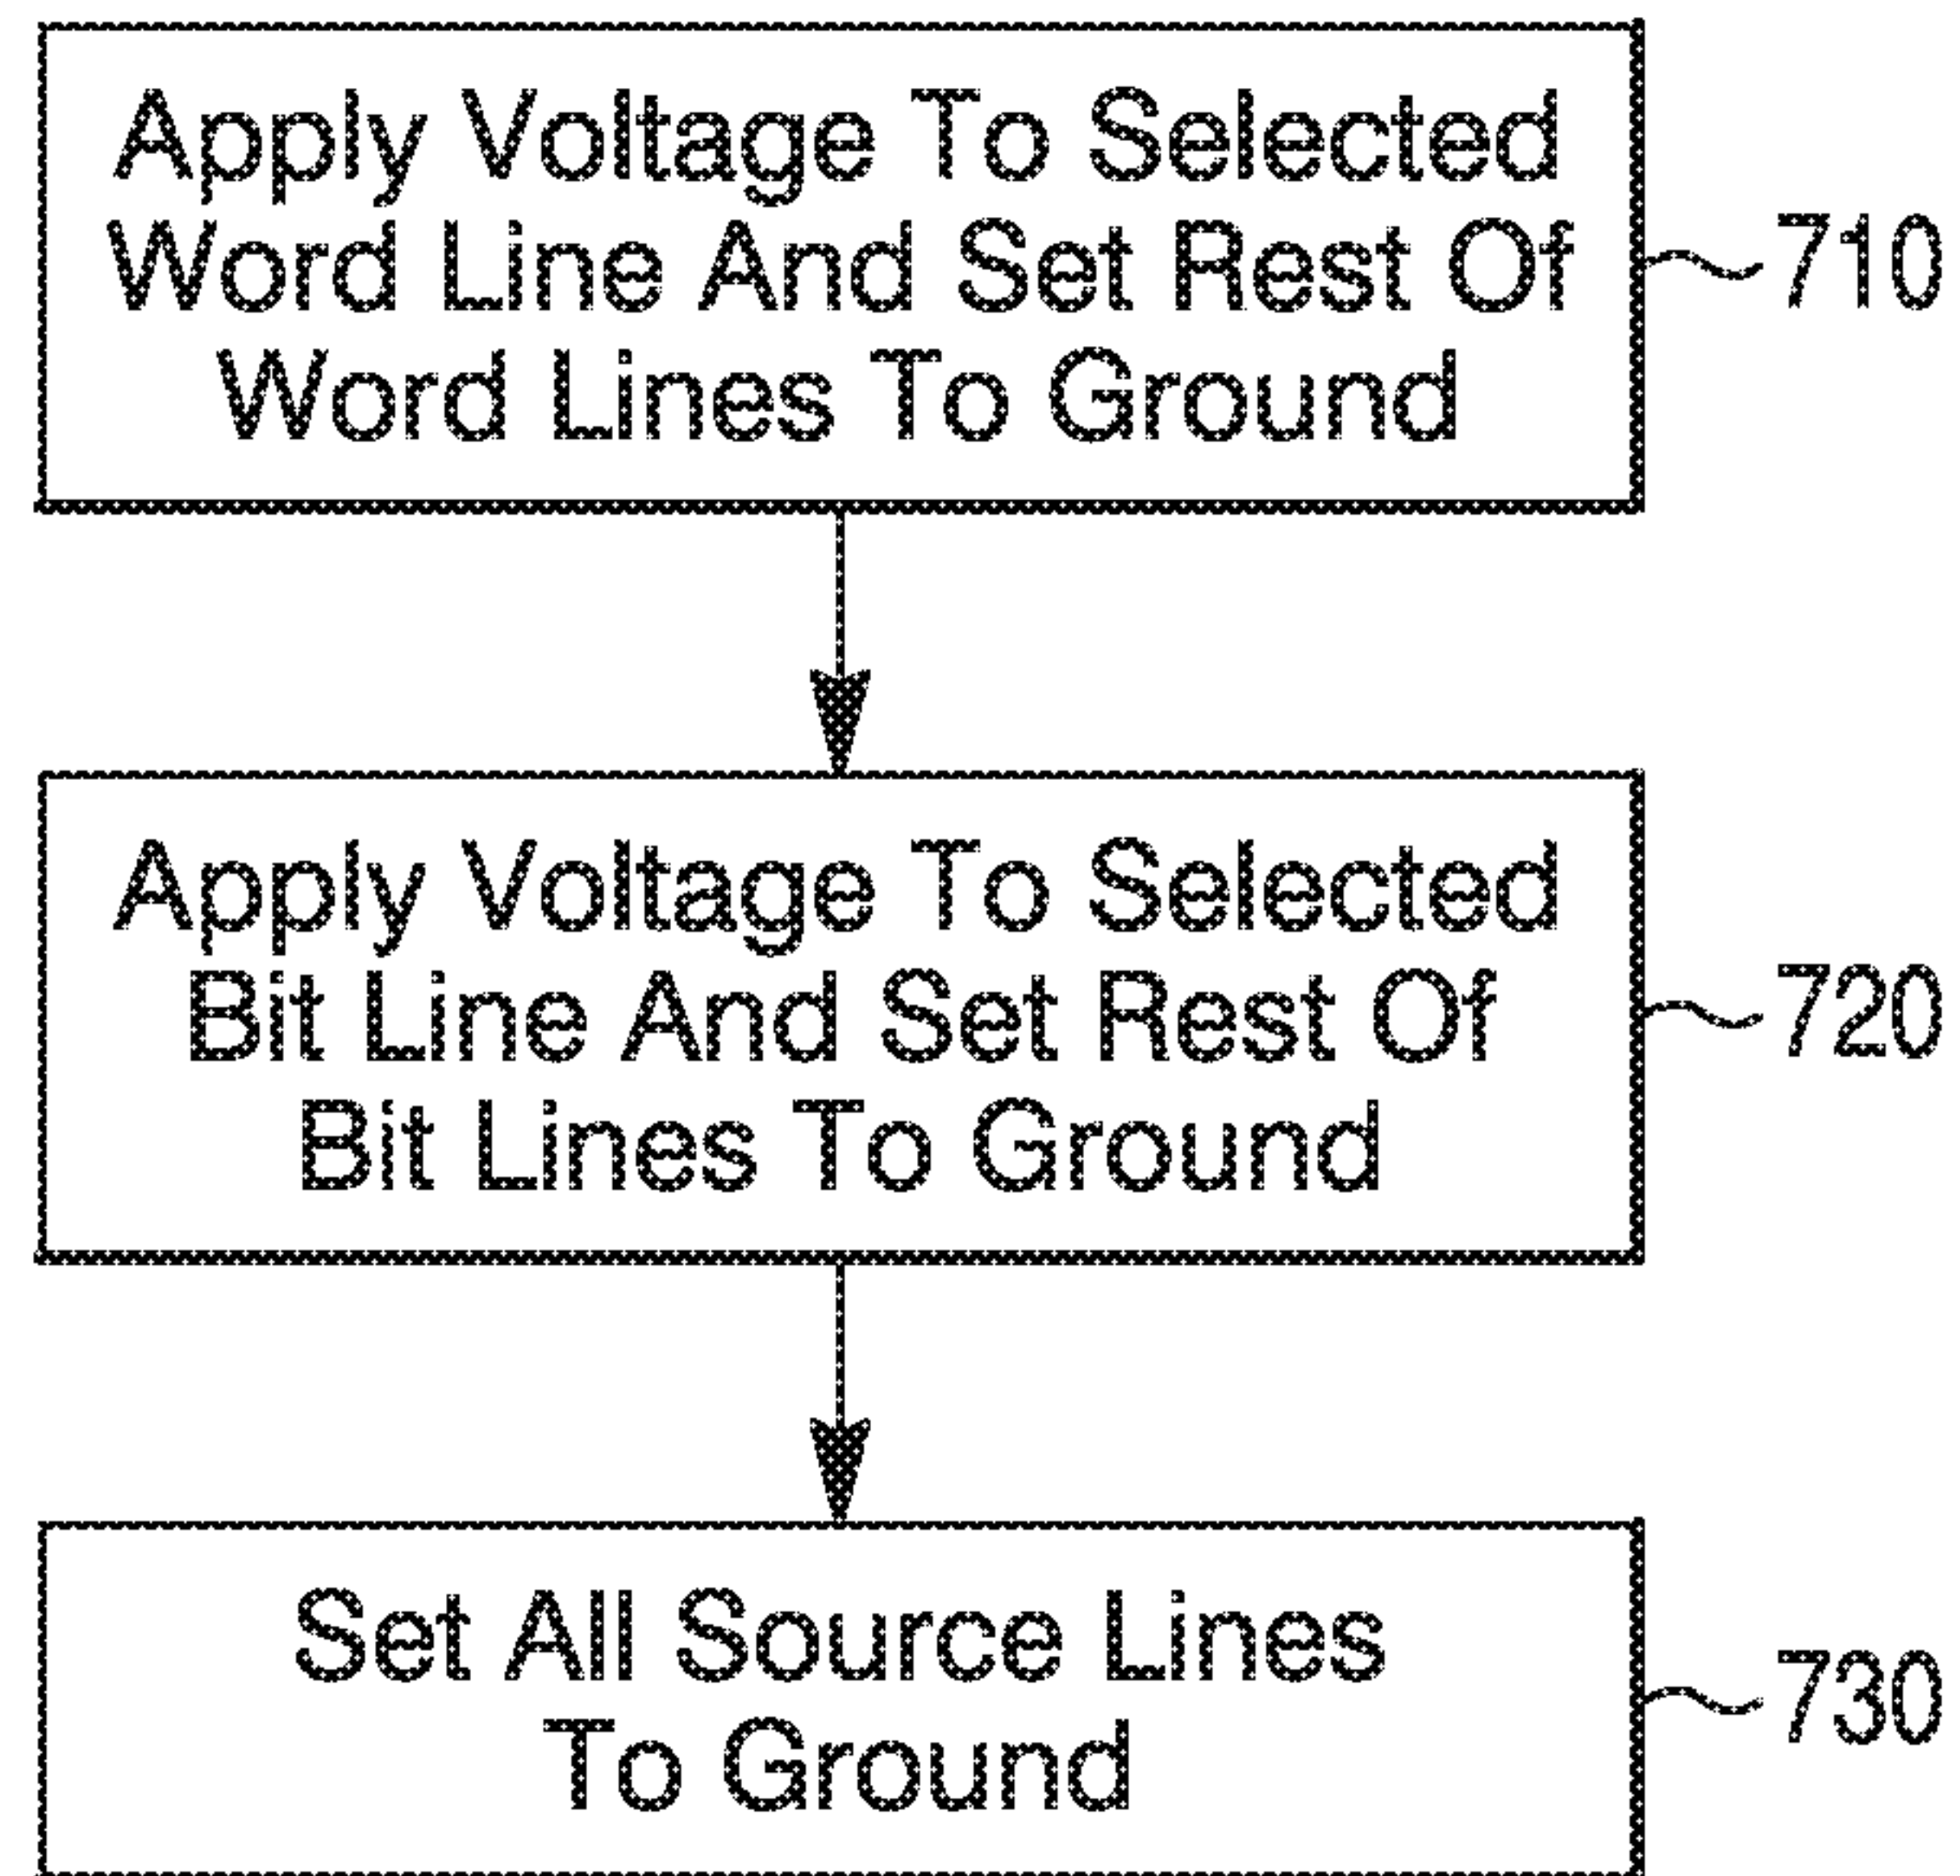 Apply Voltage To Selected
Word Line And Set Rest Of
Word Lines To Ground
710
Apply Voltage To Selected
Bit Line And Set Rest Of
Bit Lines To Ground
720
Set All Source Lines
To Ground
730